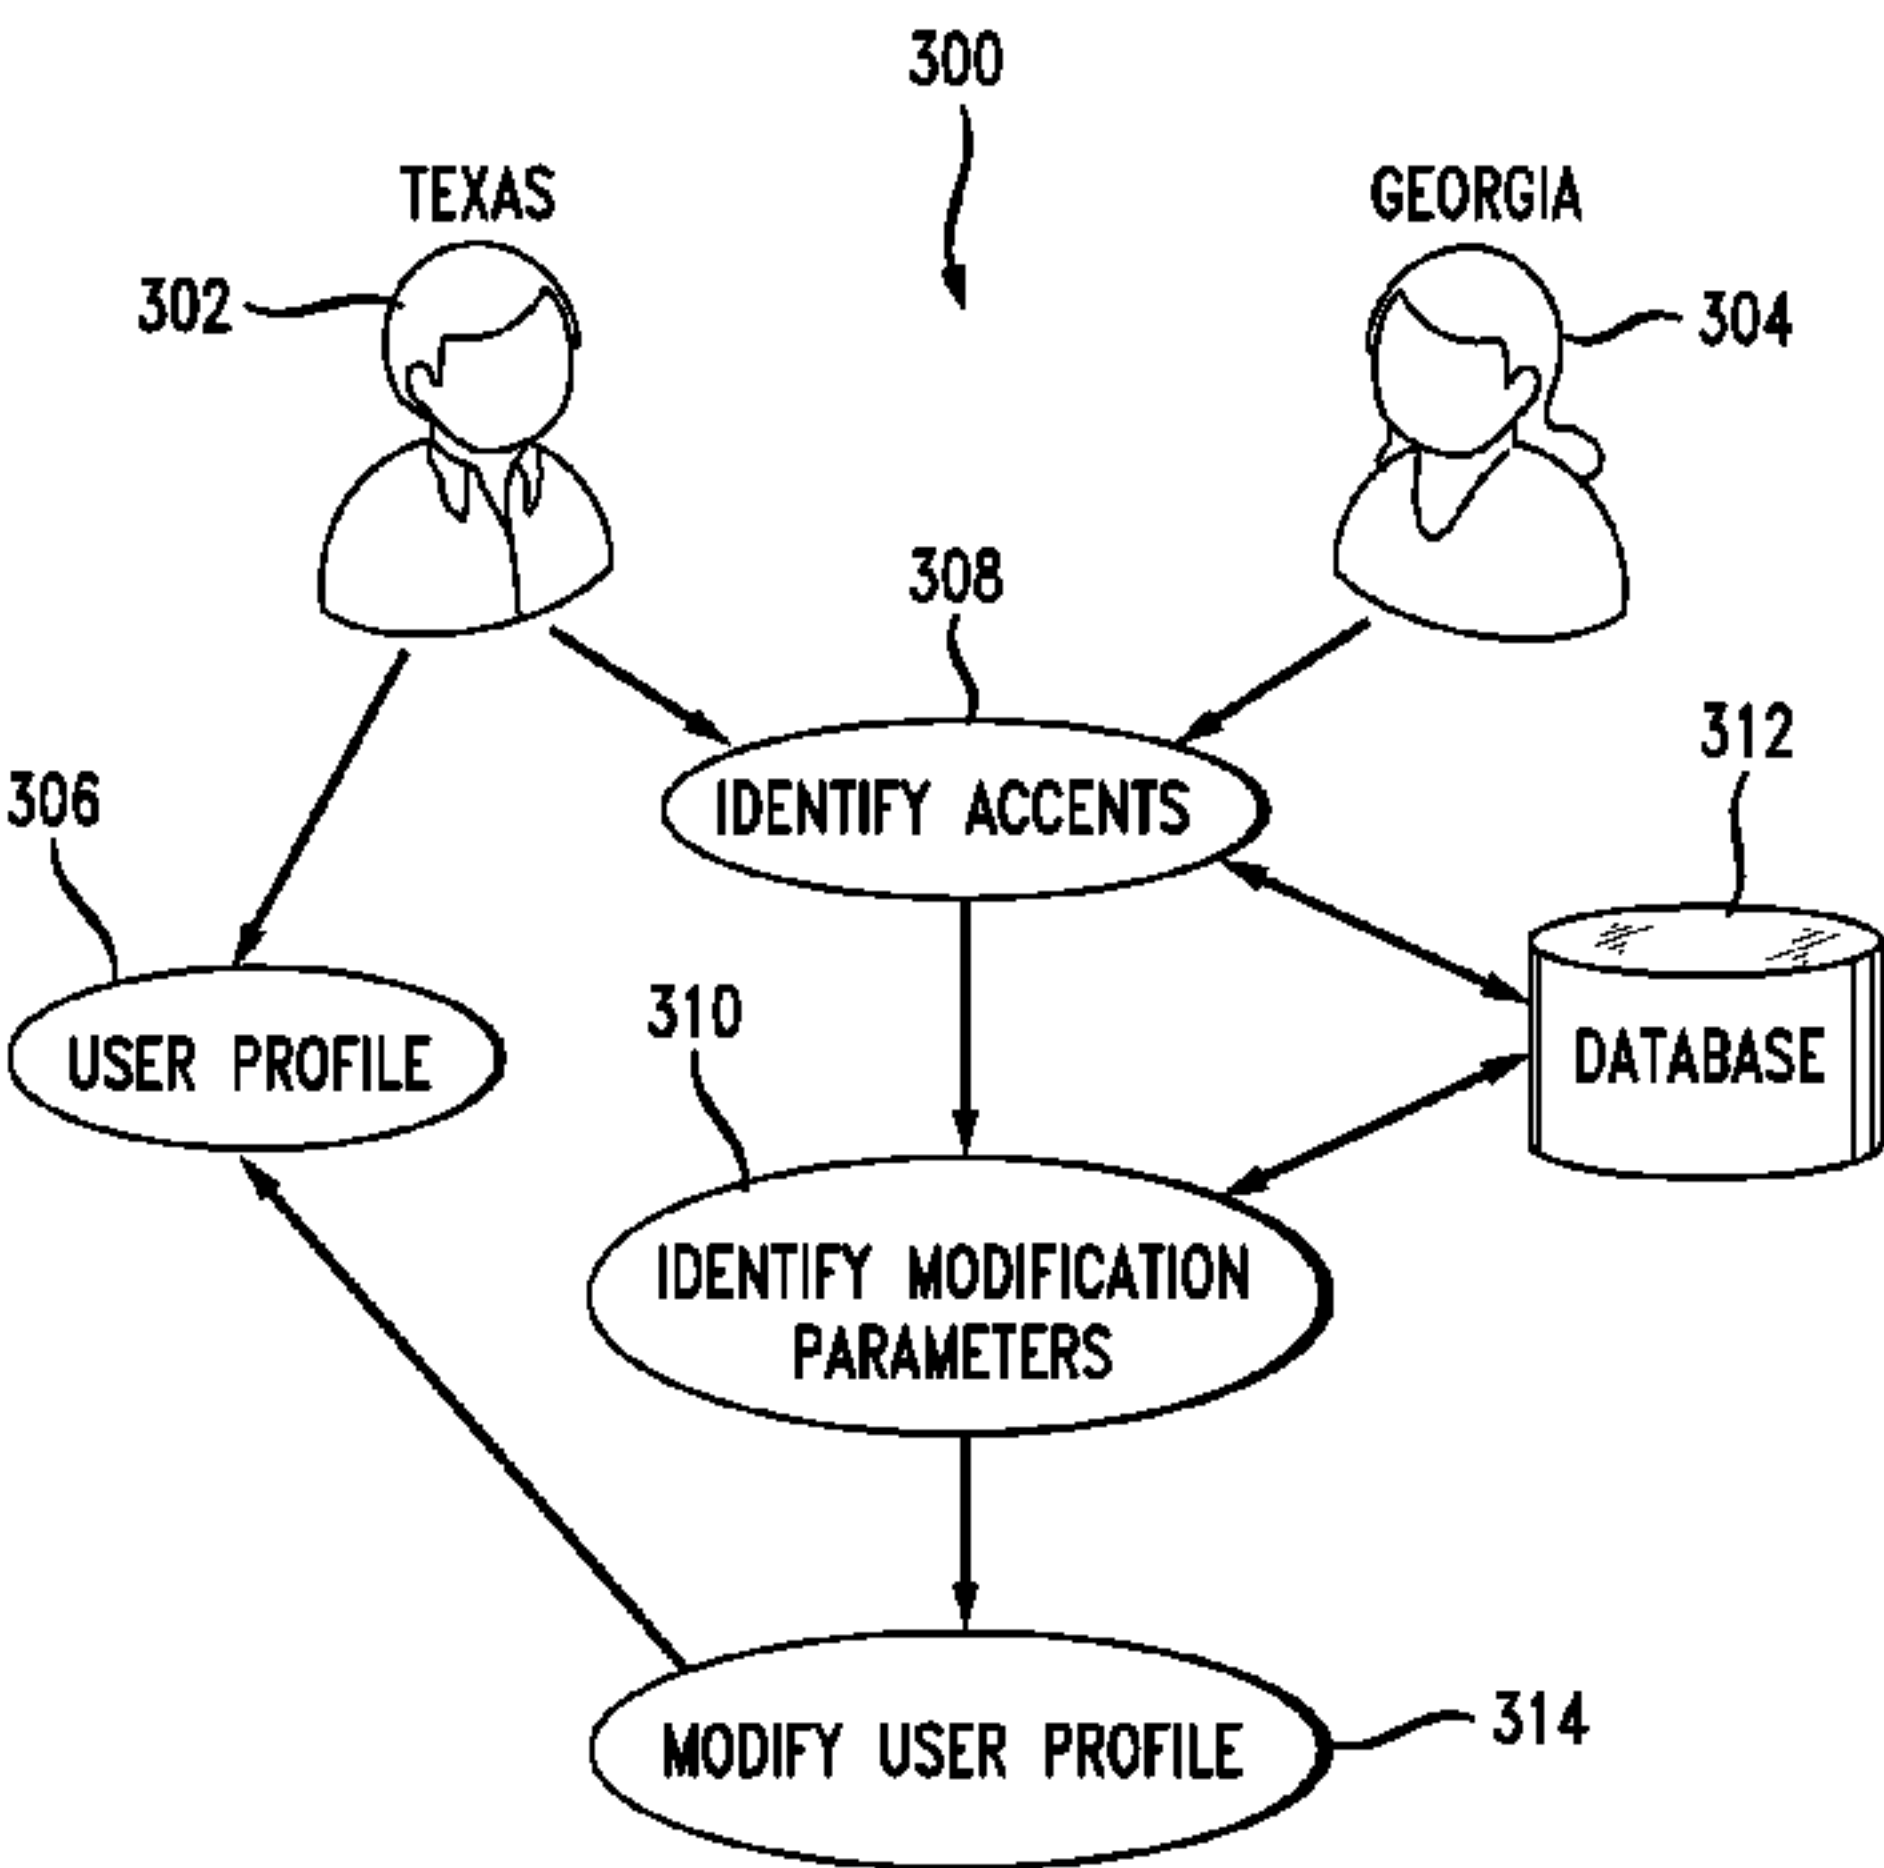 300
TEXAS
GEORGIA
302
304
308
312
306
IDENTIFY ACCENTS
310
USER PROFILE
DATABASE
IDENTIFY MODIFICATION
PARAMETERS
314
MODIFY USER PROFILE